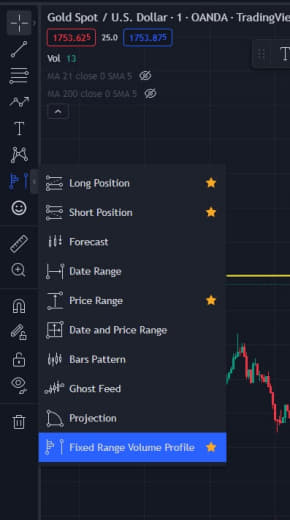 Gold Spot / U.S. Dollar · 1 · OANDA · TradingVie
1753.625 25.0 1753.875
Vol 13
MA 21 close 0 SMA 5
MA 200 close 0 SMA 5
Long Position
Short Position
Forecast
Date Range
Price Range
Date and Price Range
Bars Pattern
Ghost Feed
Projection
Fixed Range Volume Profile